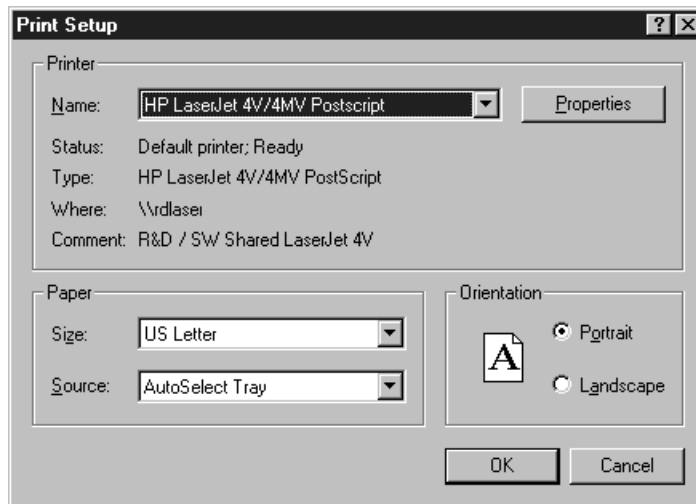 Print Setup
Printer
Name: HP LaserJet 4V/4MV Postscript Properties
Status: Default printer; Ready
Type: HP LaserJet 4V/4MV PostScript
Where: \\rdlaser
Comment: R&D / SW Shared LaserJet 4V
Paper
Size: US Letter
Source: AutoSelect Tray
Orientation
A
Portrait
Landscape
OK Cancel